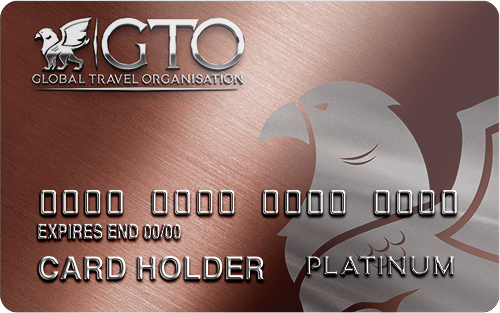 GTO
GLOBAL TRAVEL ORGANISATION
0000 0000 0000 0000
EXPIRES END 00/00
CARD HOLDER PLATINUM